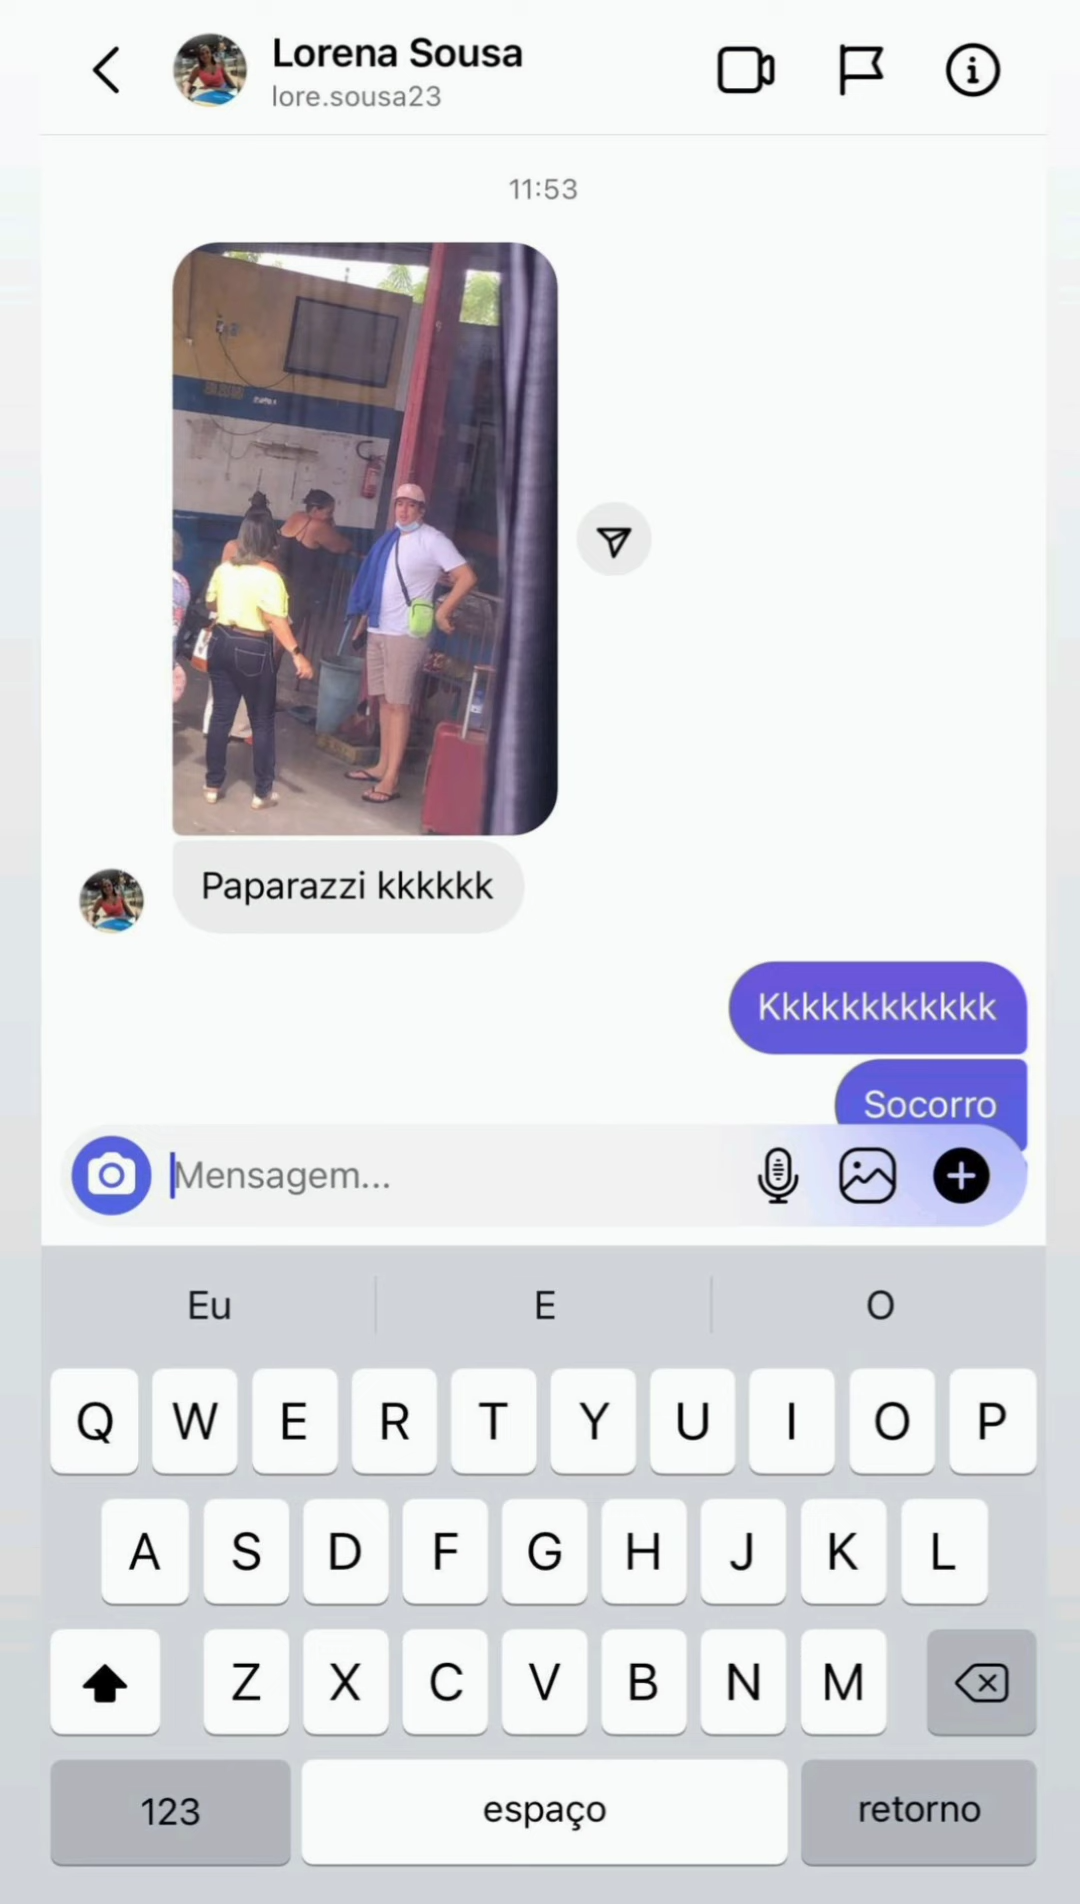 Lorena Sousa
lore.sousa23
11:53
Paparazzi kkkkkk
Kkkkkkkkkkkk
Socorro
Mensagem...
Eu E O
Q W E R T Y U I O P
A S D F G H J K L
Z X C V B N M
123 espaço retorno